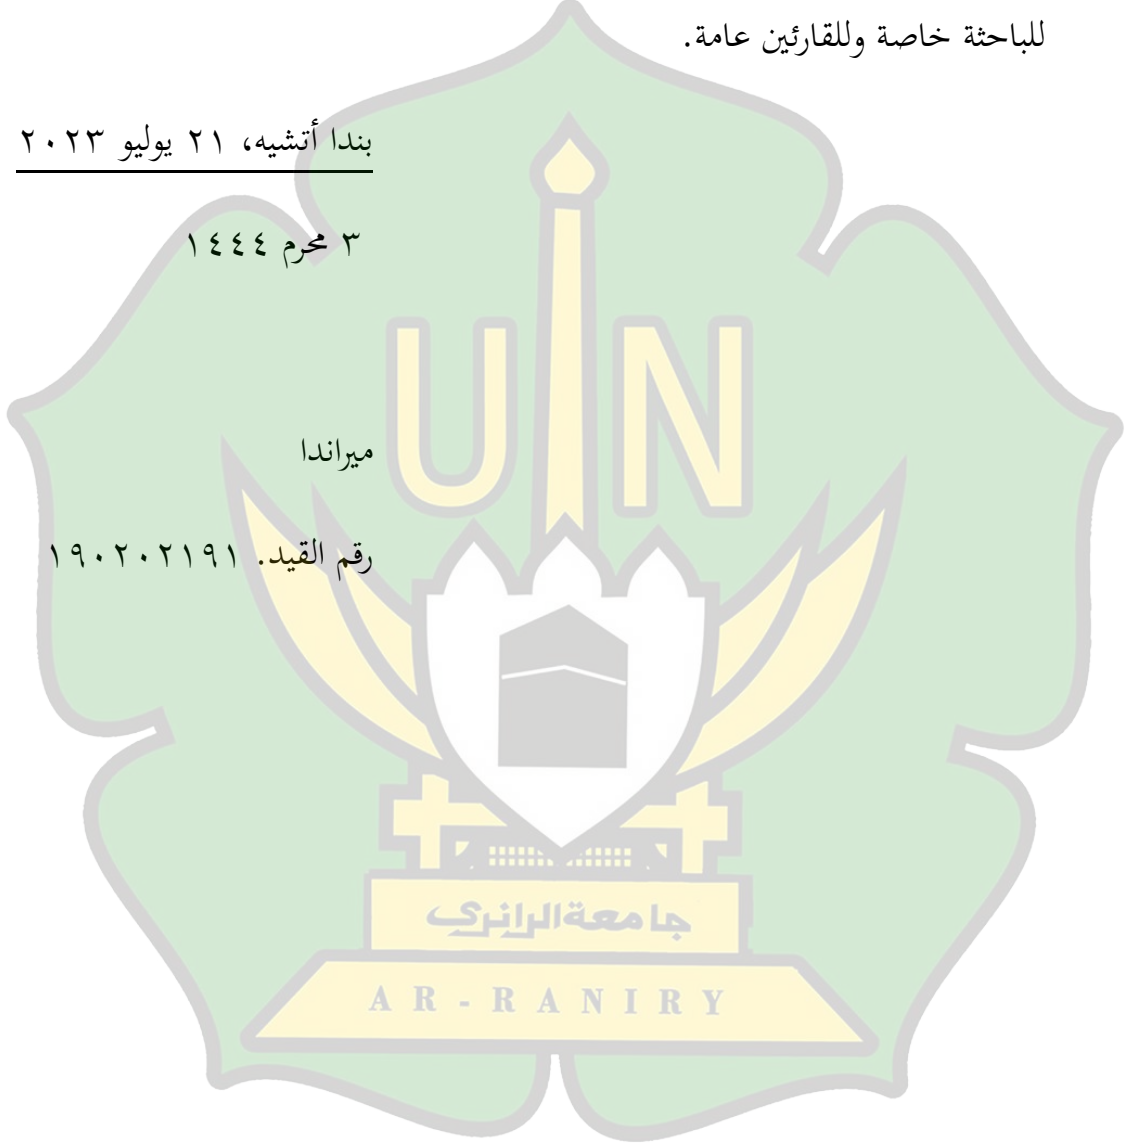 للباحثة خاصة وللقارئين عامة.
بندا أتشيه، ٢١ يوليو ٢٠٢٣
٣ محرم ١٤٤٤
UIN
ميراندا
رقم القيد. ١٩٠٢٠٢١٩١
جامعة الرانري
AR-RANIRY